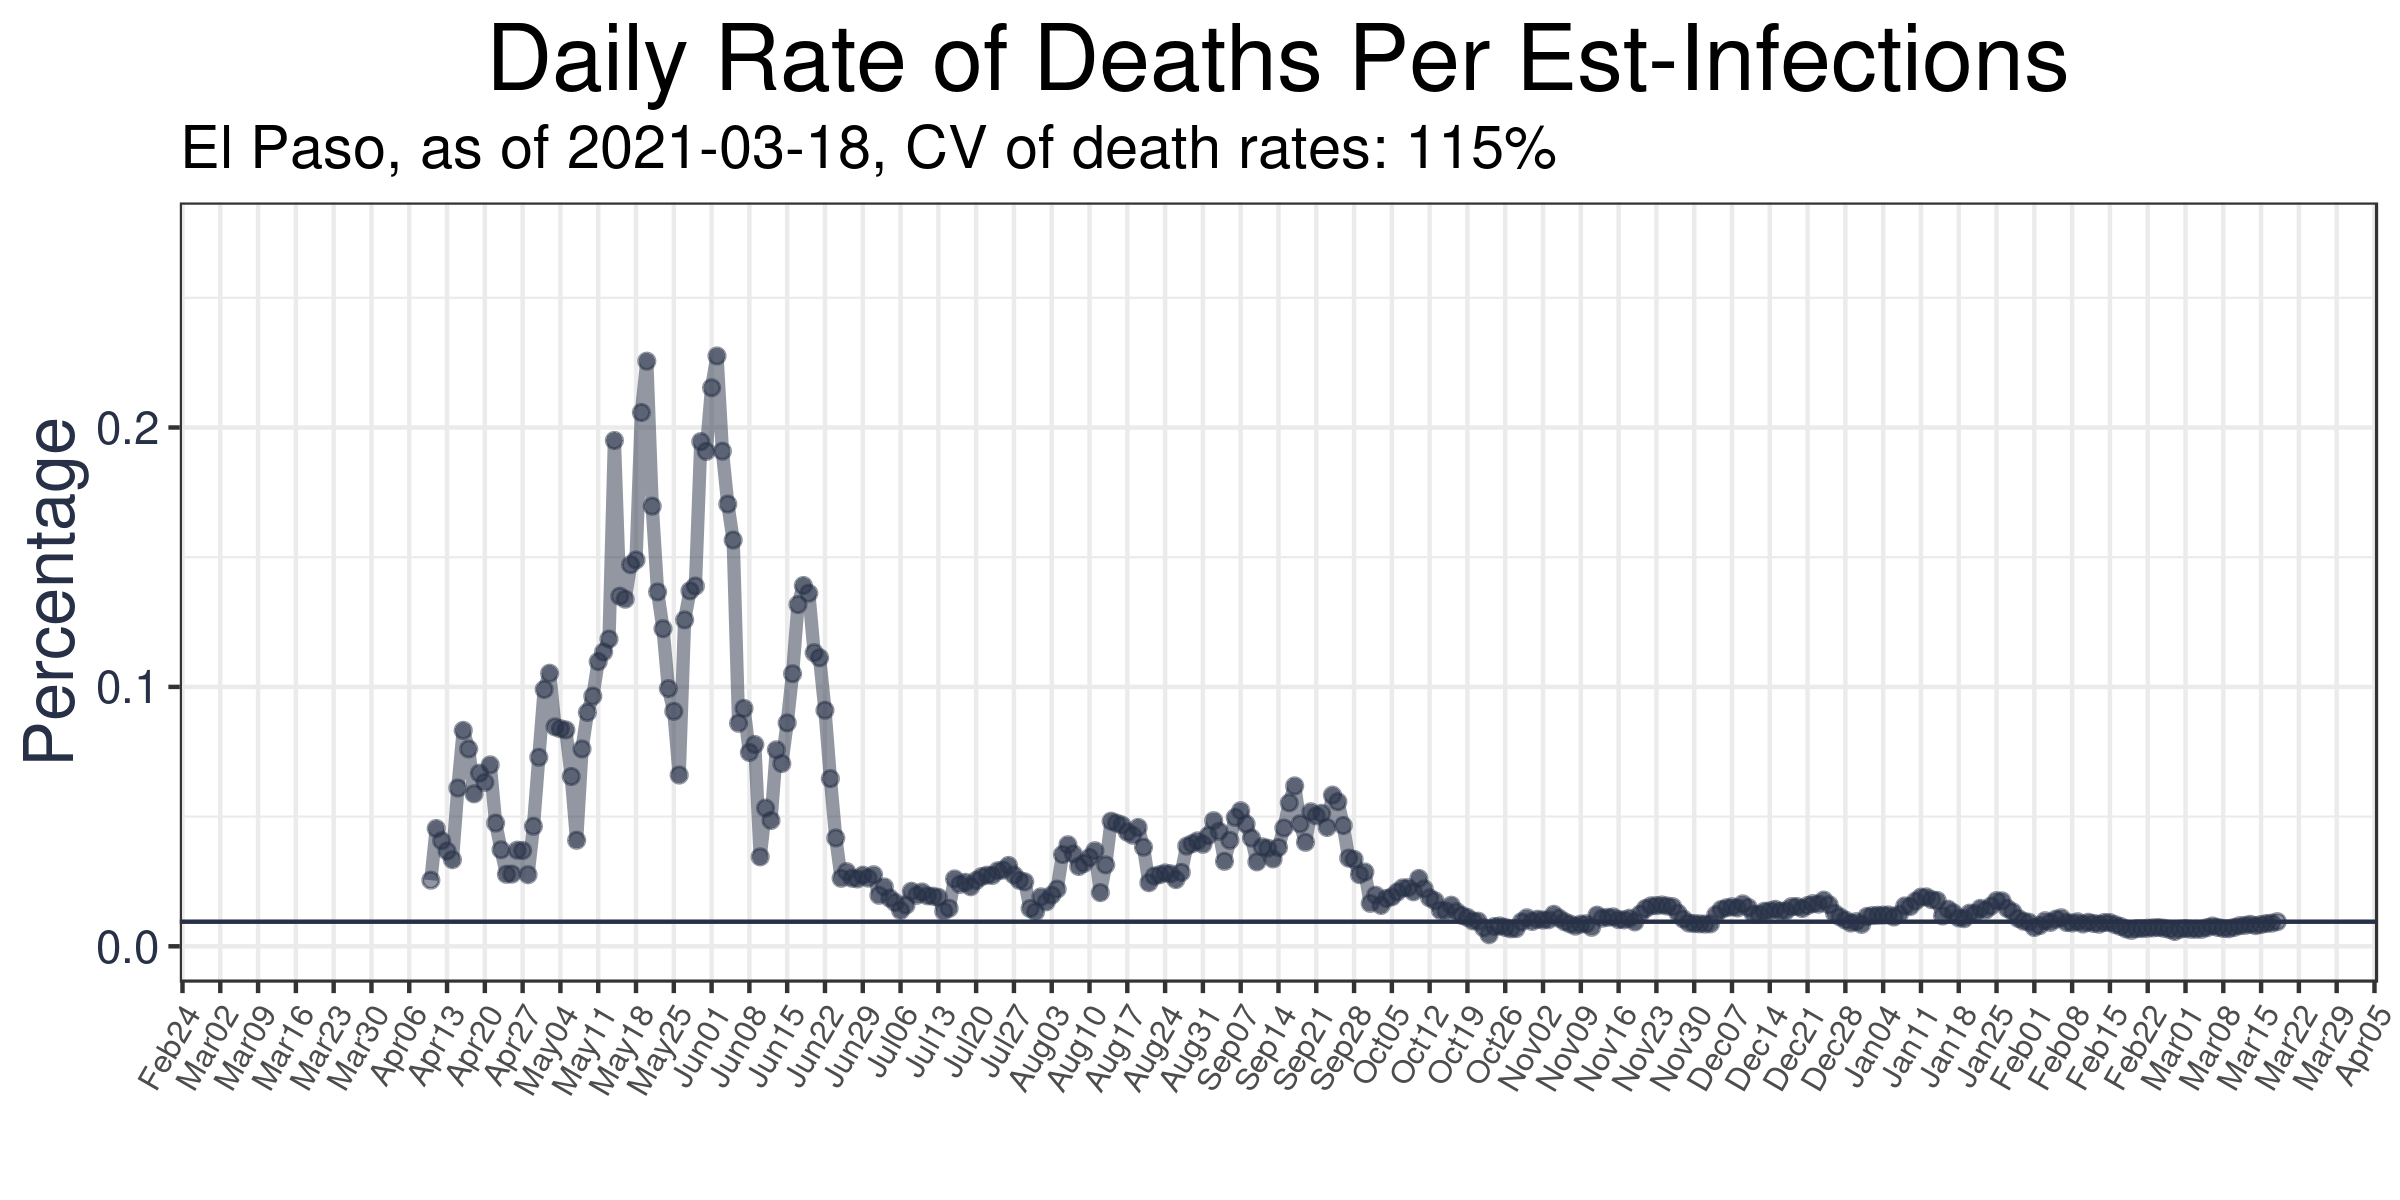 Daily Rate of Deaths Per Est-Infections
El Paso, as of 2021-03-18, CV of death rates: 115%
Percentage
0.2
0.1
0.0
Feb24
Mar02
Mar09
Mar16
Mar23
Mar30
Apr06
Apr13
Apr20
Apr27
May04
May11
May18
May25
Jun01
Jun08
Jun15
Jun22
Jun29
Jul06
Jul13
Jul20
Jul27
Aug03
Aug10
Aug17
Aug24
Aug31
Sep07
Sep14
Sep21
Sep28
Oct05
Oct12
Oct19
Oct26
Nov02
Nov09
Nov16
Nov23
Nov30
Dec07
Dec14
Dec21
Dec28
Jan04
Jan11
Jan18
Jan25
Feb01
Feb08
Feb15
Feb22
Mar01
Mar08
Mar15
Mar22
Mar29
Apr05